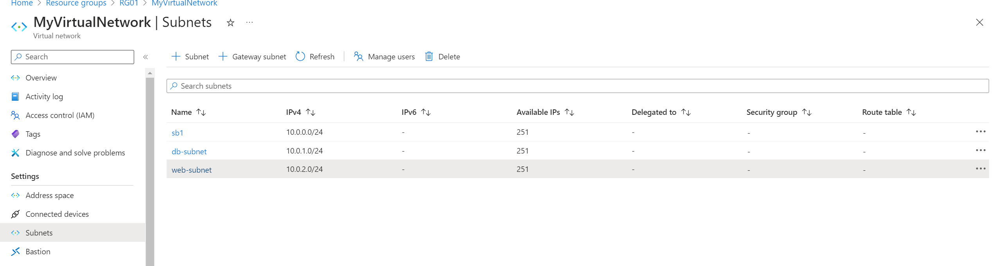 Home > Resource groups > RG01 > MyVirtualNetwork
MyVirtualNetwork | Subnets
Virtual network
Search
Overview
Activity log
Access control (IAM)
Tags
Diagnose and solve problems
Settings
Address space
Connected devices
Subnets
Bastion
Subnet Gateway subnet Refresh Manage users Delete
Search subnets
Name IPv4 IPv6 Available IPs Delegated to Security group Route table
sb1 10.0.0.0/24 - 251 - - -
db-subnet 10.0.1.0/24 - 251 - - -
web-subnet 10.0.2.0/24 - 251 - - -